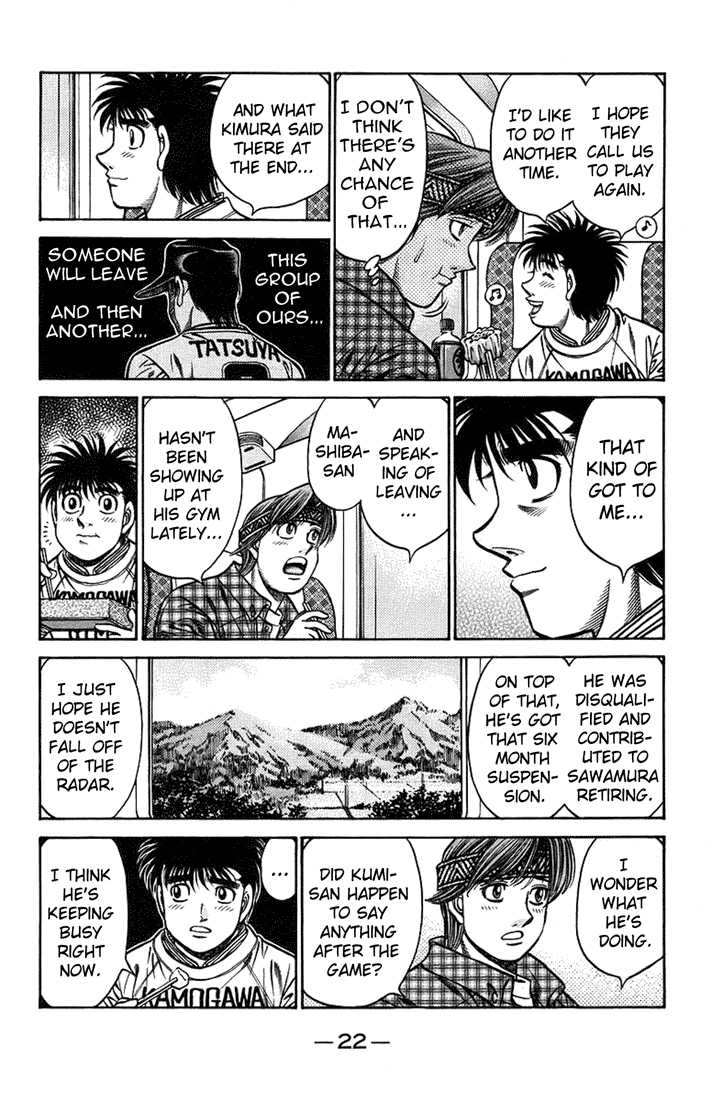 I HOPE
THEY
CALL US
TO PLAY
AGAIN.
I'D LIKE
TO DO IT
ANOTHER
TIME.
I DON'T
THINK
THERE'S
ANY
CHANCE
OF
THAT...
KAMOGAWA
AND WHAT
KIMURA SAID
THERE AT
THE END...
THIS
GROUP
OF
OURS...
SOMEONE
WILL LEAVE
AND THEN
ANOTHER...
TATSUYA
THAT
KIND OF
GOT TO
ME...
AND
SPEAK-
ING OF
LEAVING
...
MA-
SHIBA-
SAN
HASN'T
BEEN
SHOWING
UP AT
HIS GYM
LATELY...
KAMOGAWA
GYM
HE WAS
DISQUALI-
FIED AND
CONTRIB-
UTED TO
SAWAMURA
RETIRING.
ON TOP
OF THAT,
HE'S GOT
THAT SIX
MONTH
SUSPEN-
SION.
I JUST
HOPE HE
DOESN'T
FALL OFF
OF THE
RADAR.
I
WONDER
WHAT
HE'S
DOING.
DID KUMI-
SAN HAPPEN
TO SAY
ANYTHING
AFTER THE
GAME?
...
I THINK
HE'S
KEEPING
BUSY
RIGHT
NOW.
KAMOGAWA
—22—